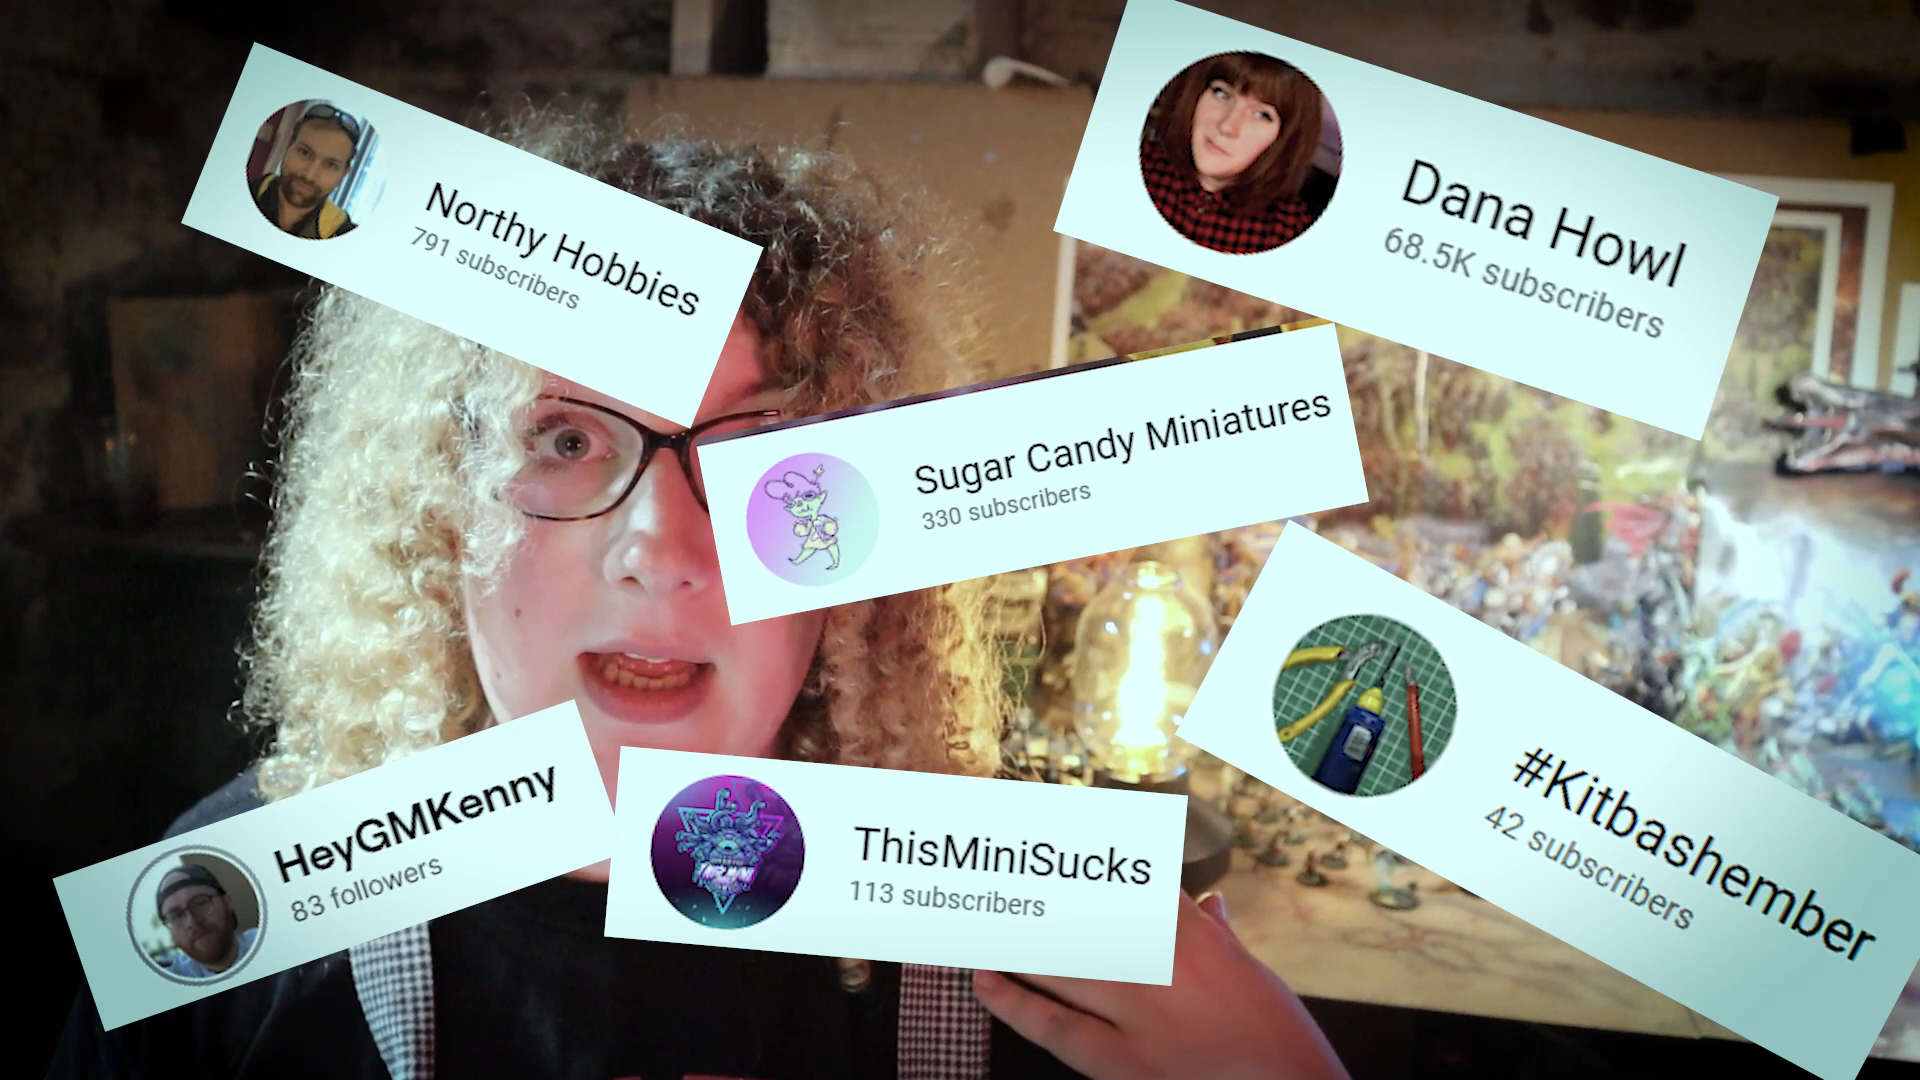 Northy Hobbies
791 subscribers
Dana Howl
68.5K subscribers
Sugar Candy Miniatures
330 subscribers
HeyGMKenny
83 followers
ThisMiniSucks
113 subscribers
#Kitbashember
42 subscribers